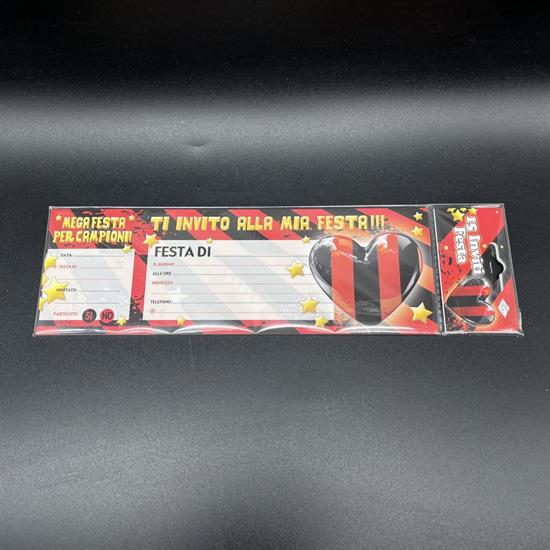 MEGA FESTA
PER CAMPIONI!
DATA
FESTA DI
INVITATO
PARTECIPO
SI
NO
TI INVITO ALLA MIA FESTA!!!
FESTA DI
IL GIORNO
ALLE ORE
INDIRIZZO
TELEFONO
@
15 Inviti
Festa